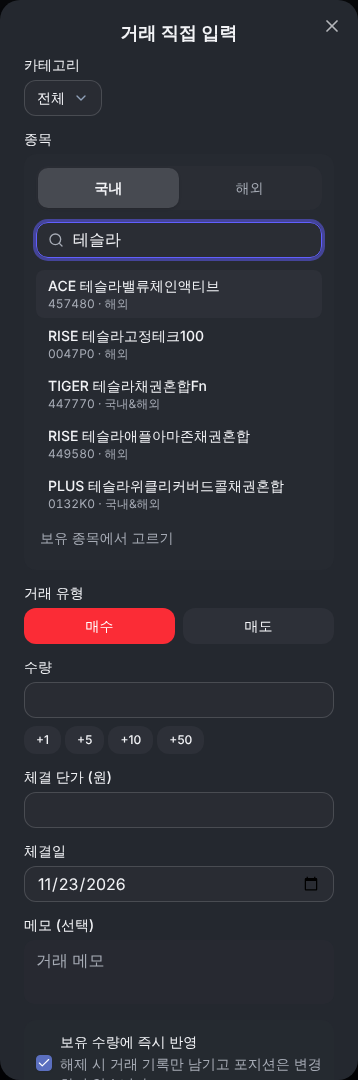 거래 직접 입력
카테고리
전체
종목
국내 해외
테슬라
ACE 테슬라밸류체인액티브
457480 · 해외
RISE 테슬라고정테크100
0047P0 · 해외
TIGER 테슬라채권혼합Fn
447770 · 국내&해외
RISE 테슬라애플아마존채권혼합
449580 · 해외
PLUS 테슬라위클리커버드콜채권혼합
0132K0 · 국내&해외
보유 종목에서 고르기
거래 유형
매수 매도
수량
+1 +5 +10 +50
체결 단가 (원)
체결일
11/23/2026
메모 (선택)
거래 메모
보유 수량에 즉시 반영
해제 시 거래 기록만 남기고 포지션은 변경